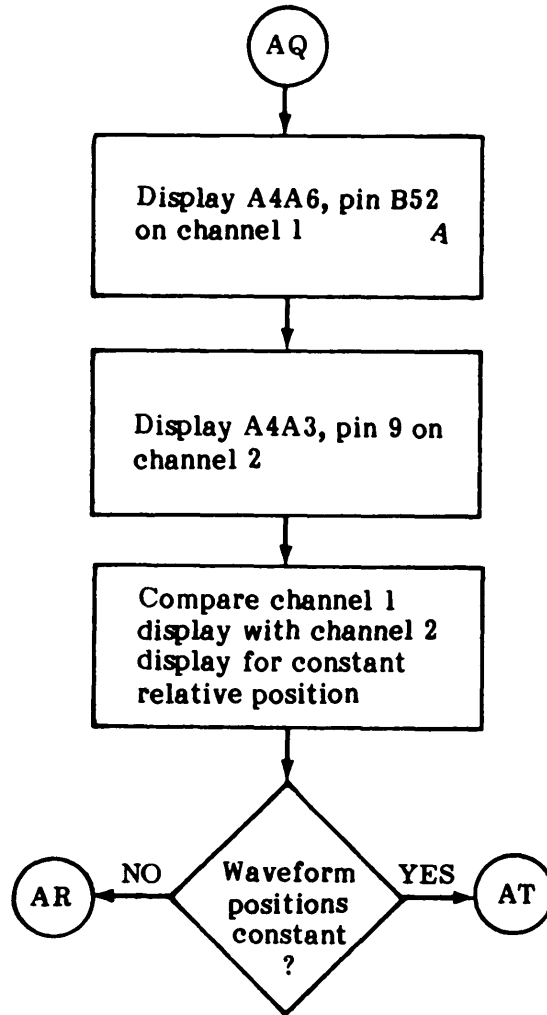 AQ
Display A4A6, pin B52
on channel 1 A
Display A4A3, pin 9 on
channel 2
Compare channel 1
display with channel 2
display for constant
relative position
NO
Waveform
positions
constant
?
YES
AR
AT